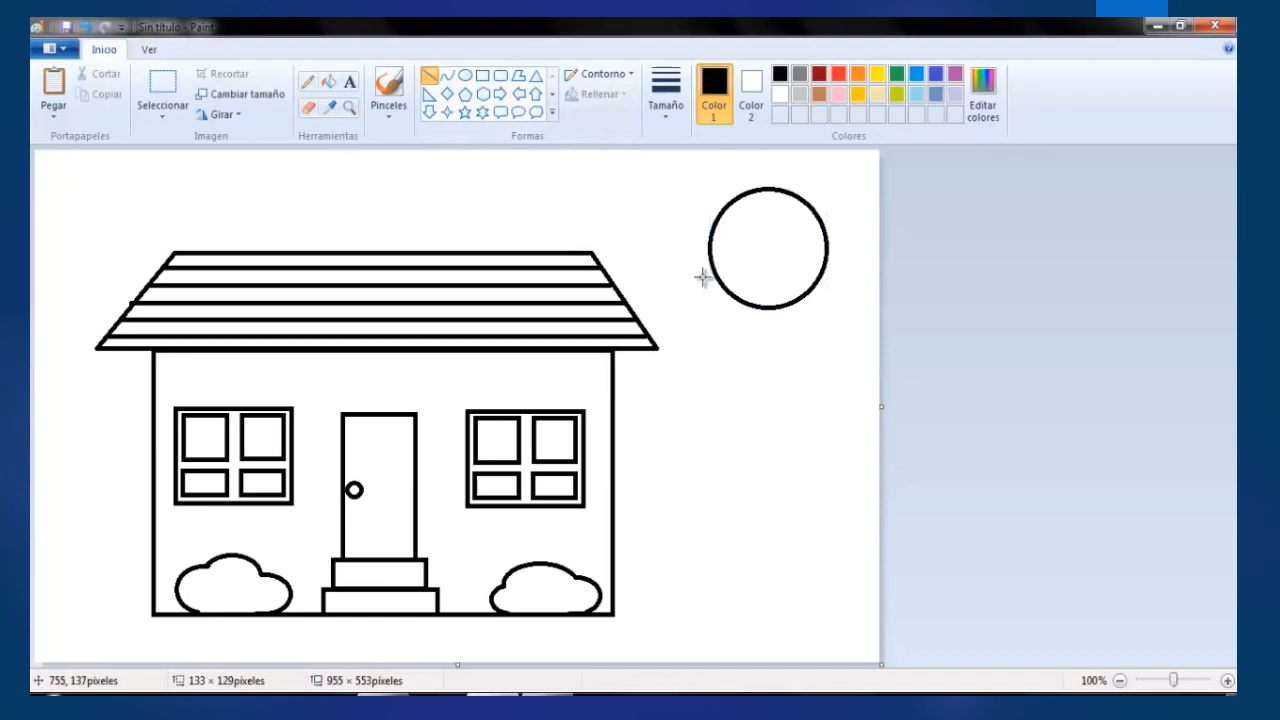 Sin título - Paint
Inicio Ver
Pegar
Cortar
Copiar
Portapapeles
Seleccionar
Recortar
Cambiar tamaño
Girar
Imagen
A
Herramientas
Pinceles
Contorno
Rellenar
Formas
Tamaño
Color
1
Color
2
Editar
colores
Colores
755, 137píxeles 133 × 129píxeles 955 × 553píxeles 100%